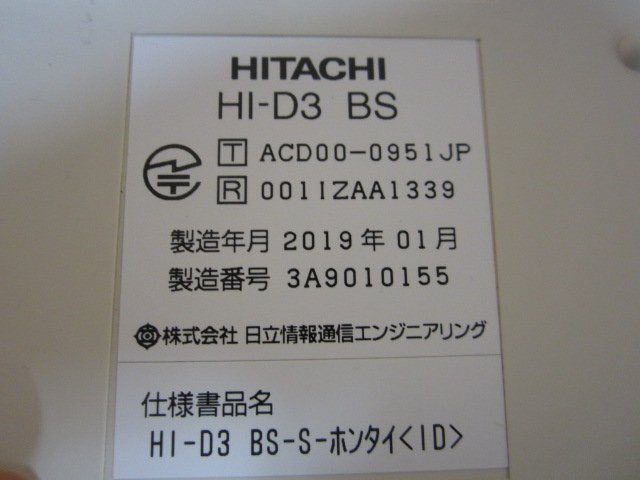 HITACHI
HI-D3 BS
T ACD00-0951JP
R 001IZAA1339
製造年月 2019年 01月
製造番号 3A9010155
株式会社 日立情報通信エンジニアリング
仕様書品名
HI-D3 BS-S-ホンタイ<ID>